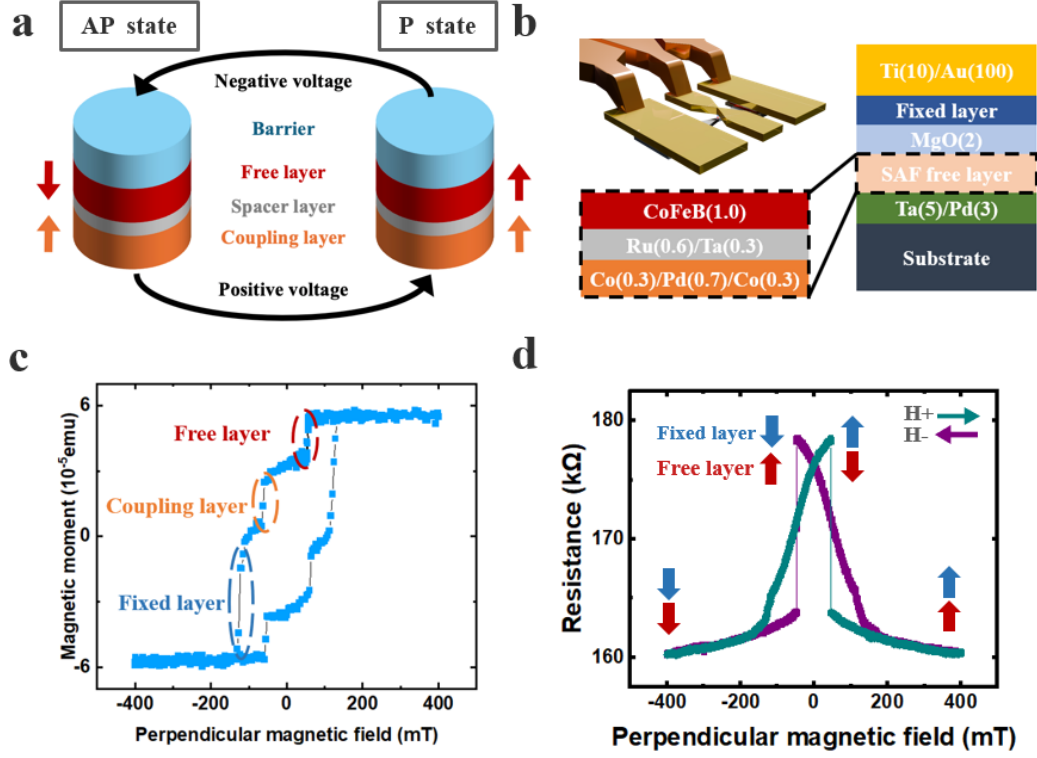 a
AP state
P state
Negative voltage
Barrier
Free layer
Spacer layer
Coupling layer
Positive voltage
b
Ti(10)/Au(100)
Fixed layer
MgO(2)
SAF free layer
Ta(5)/Pd(3)
Substrate
CoFeB(1.0)
Ru(0.6)/Ta(0.3)
Co(0.3)/Pd(0.7)/Co(0.3)
c
Magnetic moment (10-5emu)
6
0
-6
Free layer
Coupling layer
Fixed layer
-400
-200
0
200
400
Perpendicular magnetic field (mT)
d
Resistance (kΩ)
180
170
160
Fixed layer
Free layer
H+
H-
-400
-200
0
200
400
Perpendicular magnetic field (mT)